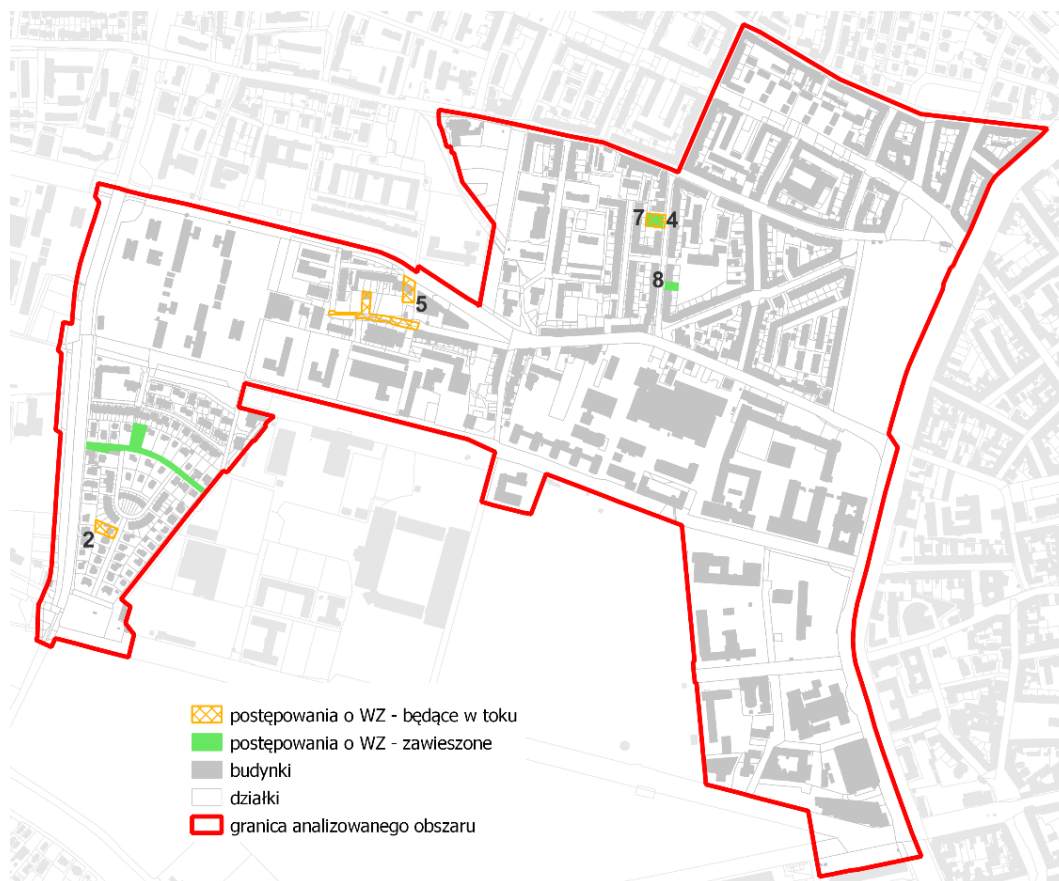 7 4
8
5
2
postępowania o WZ - będące w toku
postępowania o WZ - zawieszone
budynki
działki
granica analizowanego obszaru